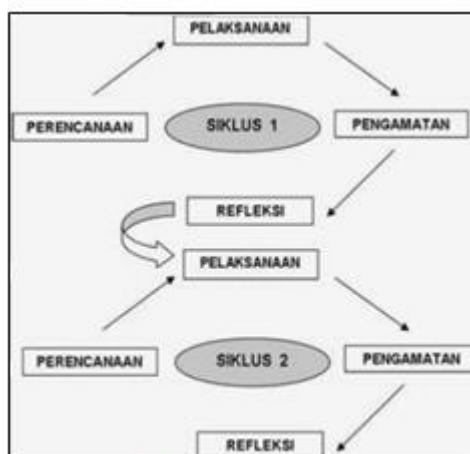 PELAKSANAAN
PERENCANAAN
SIKLUS 1
PENGAMATAN
REFLEKSI
PELAKSANAAN
PERENCANAAN
SIKLUS 2
PENGAMATAN
REFLEKSI